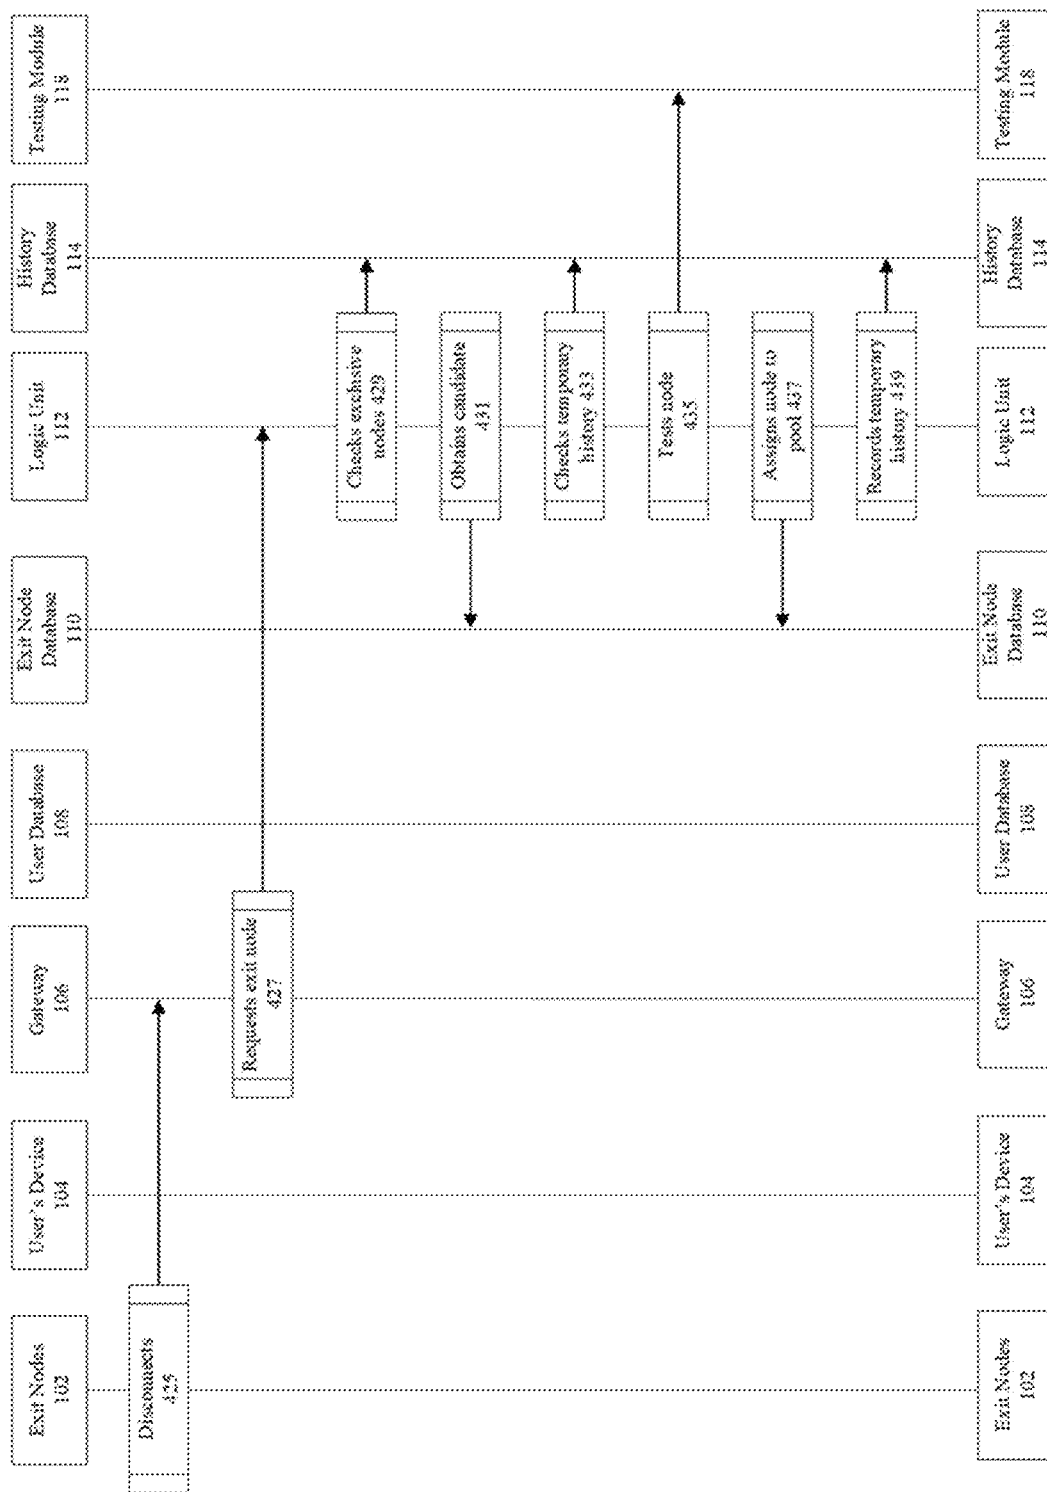 Exit Nodes
102
User's Device
104
Gateway
106
User Database
108
Exit Node
Database
110
Logic Unit
112
History
Database
114
Testing Module
118
Disconnects
425
Requests exit node
427
Checks exclusive
nodes 429
Obtains candidate
431
Checks temporary
history 433
Tests node
435
Assigns node to
pool 437
Records temporary
history 439
Exit Nodes
102
User's Device
104
Gateway
106
User Database
108
Exit Node
Database
110
Logic Unit
112
History
Database
114
Testing Module
118